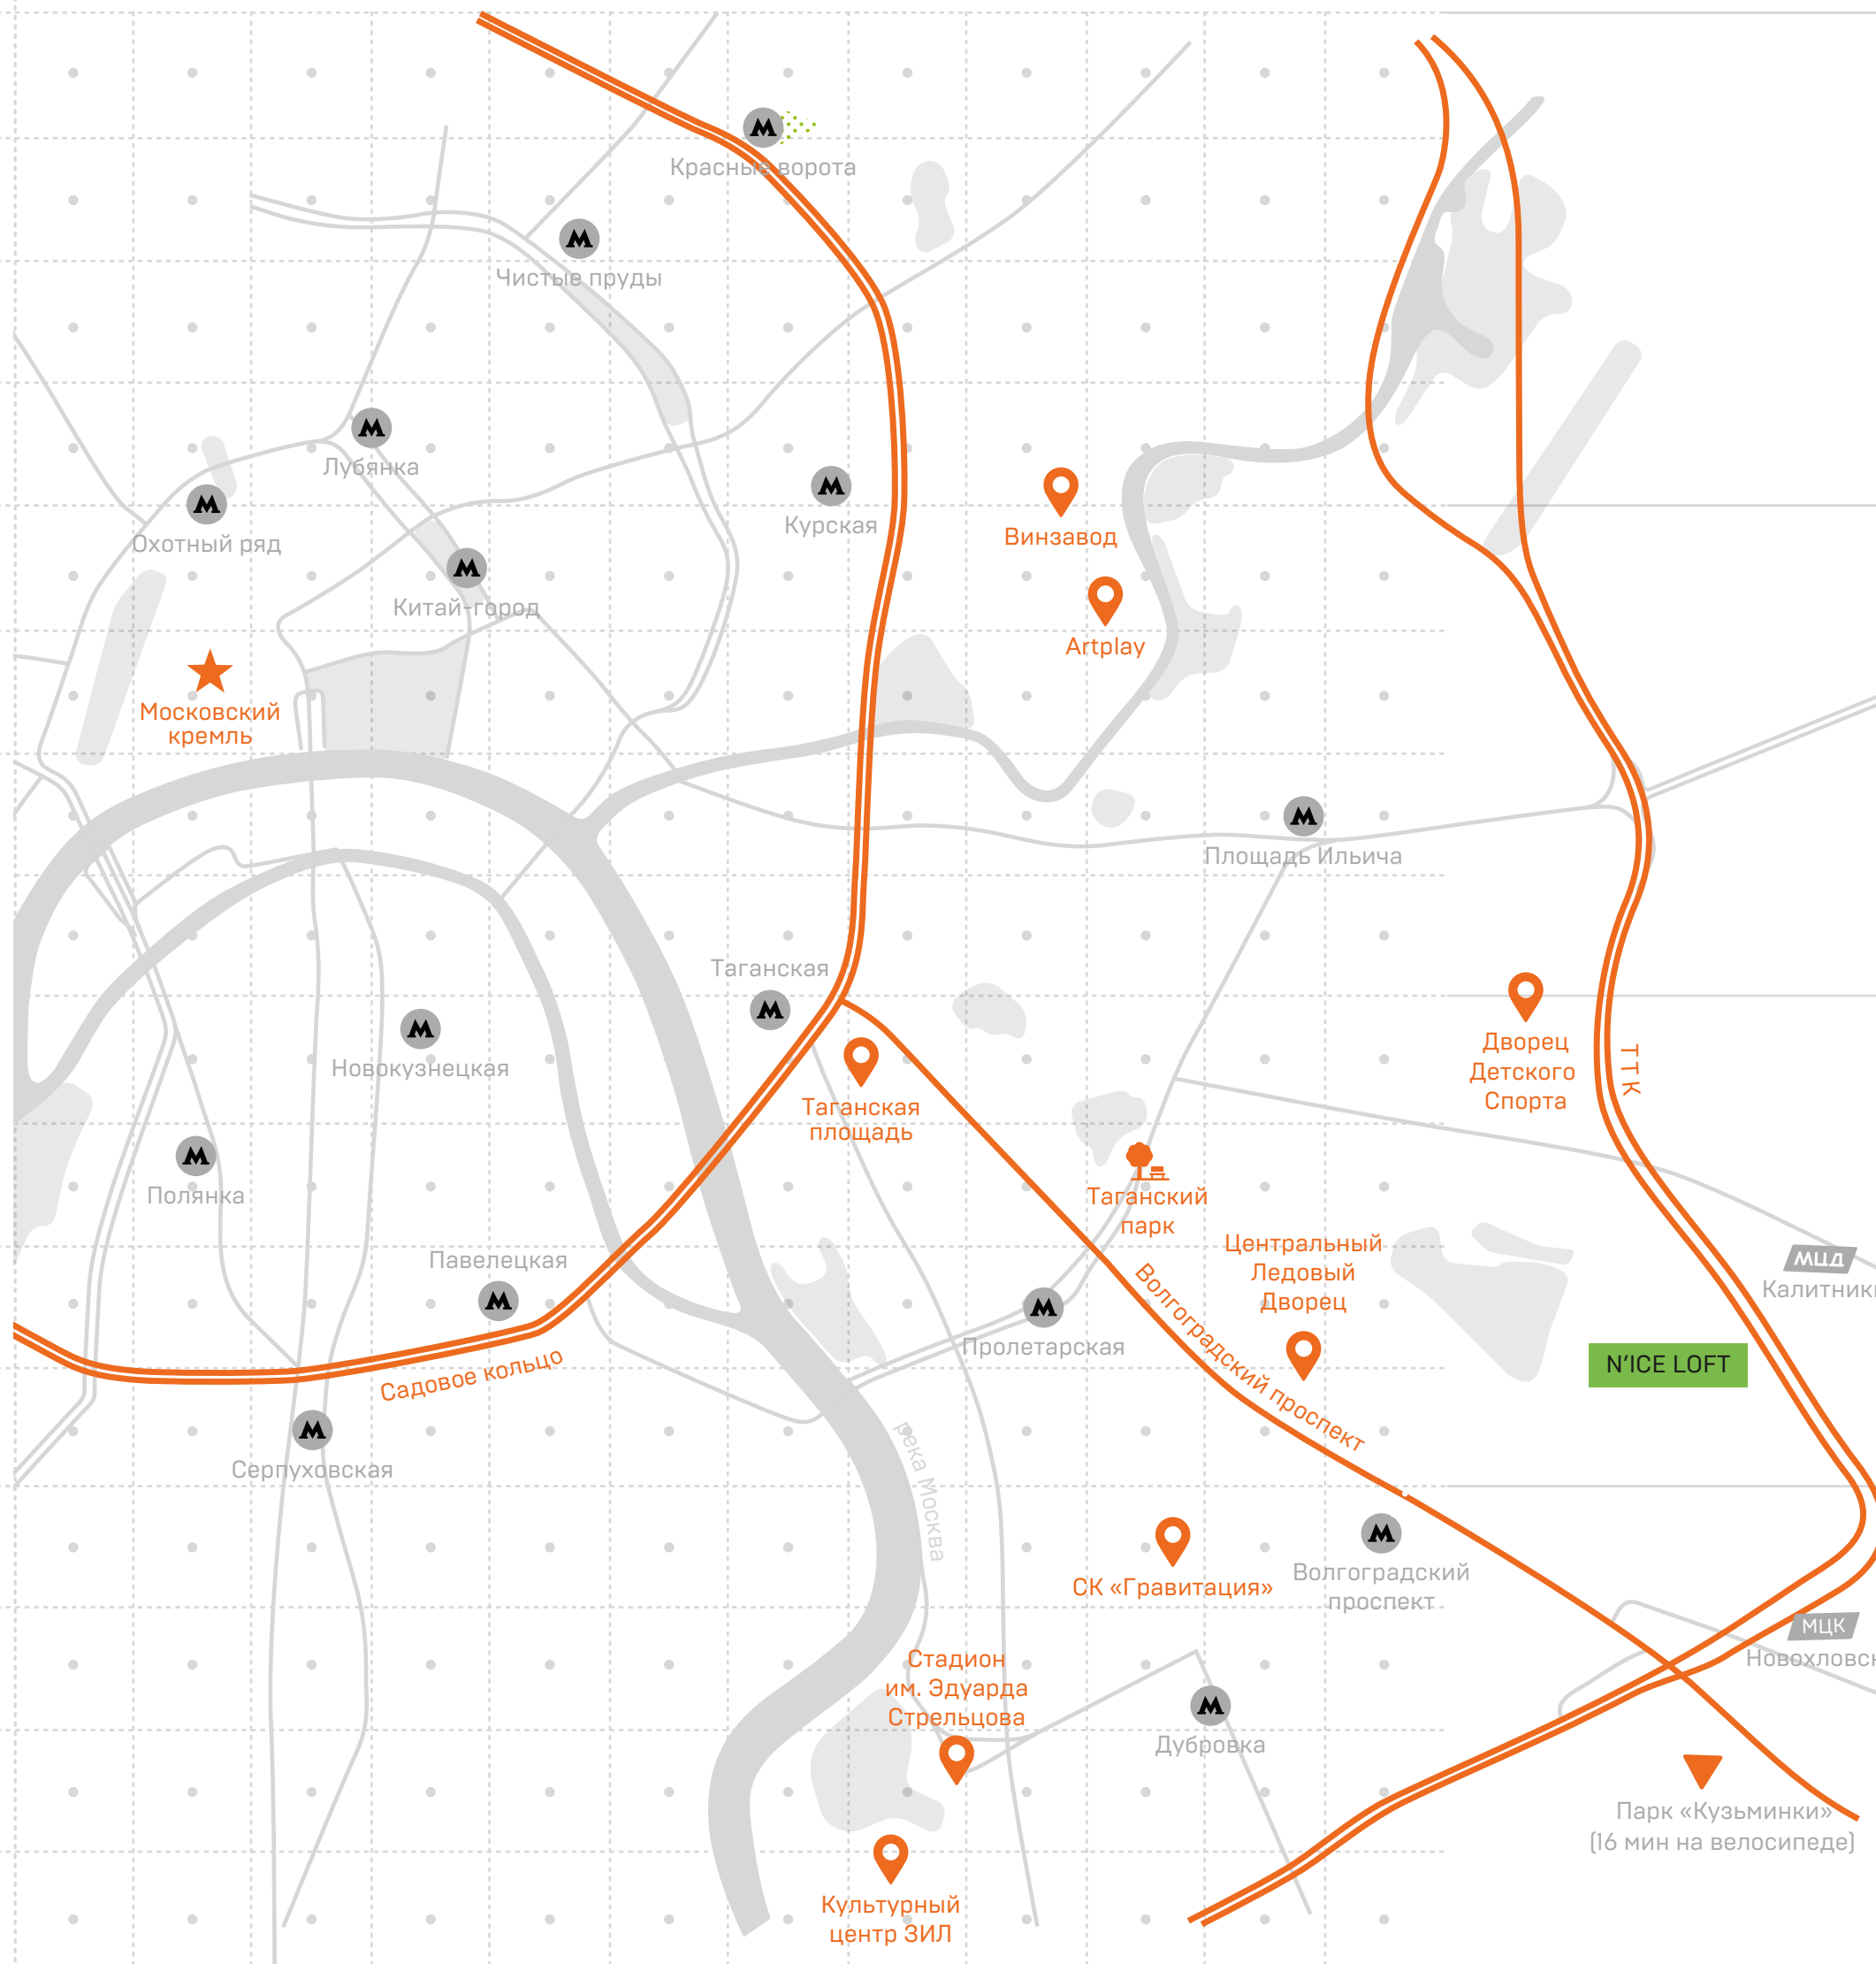 Красные ворота
Чистые пруды
Лубянка
Охотный ряд
Курская
Винзавод
Китай-город
Artplay
Московский
кремль
Площадь Ильича
Таганская
Новокузнецкая
Дворец
Детского
Спорта
ТТК
Таганская
площадь
Полянка
Таганский
парк
Павелецкая
Центральный
Ледовый
Дворец
МЦД
Калитник
Волгоградский проспект
Пролетарская
N'ICE LOFT
Садовое кольцо
Серпуховская
река Москва
СК «Гравитация»
Волгоградский
проспект
МЦК
Новохловск
Стадион
им. Эдуарда
Стрельцова
Дубровка
Парк «Кузьминки»
(16 мин на велосипеде)
Культурный
центр ЗИЛ